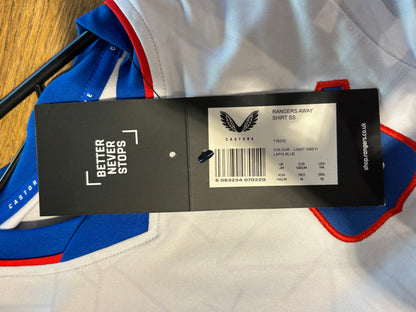 CASTORE
BETTER
NEVER
STOPS
CASTORE
RANGERS AWAY
SHIRT SS
COLOUR : LIGHT GREY/
LAPIS BLUE
5 063234 070220
shop.rangers.co.uk